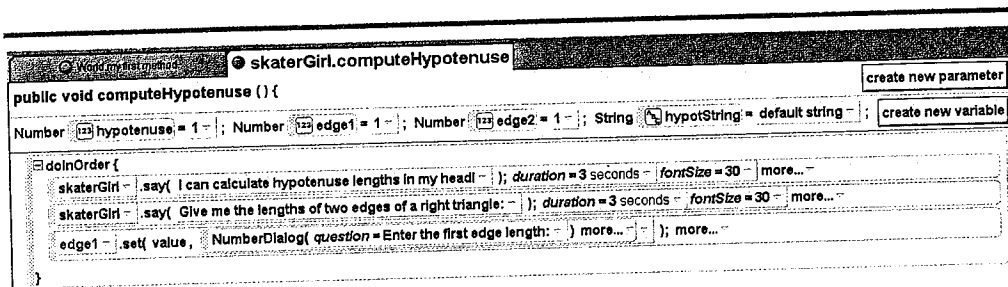 World.my first method skaterGirl.computeHypotenuse
public void computeHypotenuse () { create new parameter
Number 123 hypotenuse = 1 ; Number 123 edge1 = 1 ; Number 123 edge2 = 1 ; String hypotString = default string ; create new variable
doInOrder {
skaterGirl .say( I can calculate hypotenuse lengths in my head! ); duration = 3 seconds fontSize = 30 more...
skaterGirl .say( Give me the lengths of two edges of a right triangle: ); duration = 3 seconds fontSize = 30 more...
edge1 .set( value , NumberDialog( question = Enter the first edge length: ) more... ); more...
}